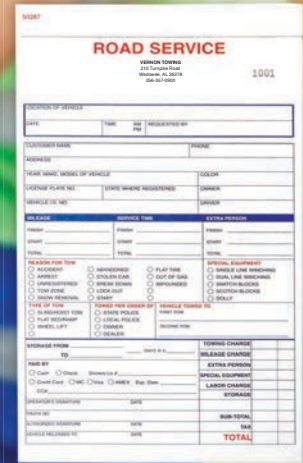 50287
ROAD SERVICE
VERNON TOWING
210 Turnpike Road
Wedowee, AL 36278
256-357-0900
1001
LOCATION OF VEHICLE
DATE TIME AM PM REQUESTED BY
CUSTOMER NAME PHONE
ADDRESS
YEAR, MAKE, MODEL OF VEHICLE COLOR
LICENSE PLATE NO. STATE WHERE REGISTERED DRIVER
VEHICLE I.D. NO. OWNER
MILEAGE SERVICE TIME EXTRA PERSON
FINISH FINISH FINISH
START START START
TOTAL TOTAL TOTAL
REASON FOR TOW SPECIAL EQUIPMENT
ACCIDENT ABANDONED FLAT TIRE SINGLE LINE WINCHING
ARREST STOLEN CAR OUT OF GAS DUAL LINE WINCHING
UNREGISTERED BREAK DOWN IMPOUNDED SNATCH BLOCKS
TOW ZONE LOCK OUT SCOTCH BLOCKS
SNOW REMOVAL START DOLLY
TYPE OF TOW TOWED PER ORDER OF VEHICLE TOWED TO
SLING/HOIST TOW STATE POLICE FIRST TOW
FLAT BED/RAMP LOCAL POLICE
WHEEL LIFT OWNER SECOND TOW
DEALER
STORAGE FROM TOWING CHARGE
TO DAYS @ $ MILEAGE CHARGE
PAID BY EXTRA PERSON
Cash Check Drivers Lic.# SPECIAL EQUIPMENT
Credit Card MC Visa AMEX Exp. Date LABOR CHARGE
CC# STORAGE
OPERATOR'S SIGNATURE DATE
TRUCK NO SUB-TOTAL
AUTHORIZED SIGNATURE DATE TAX
VEHICLE RELEASED TO DATE TOTAL